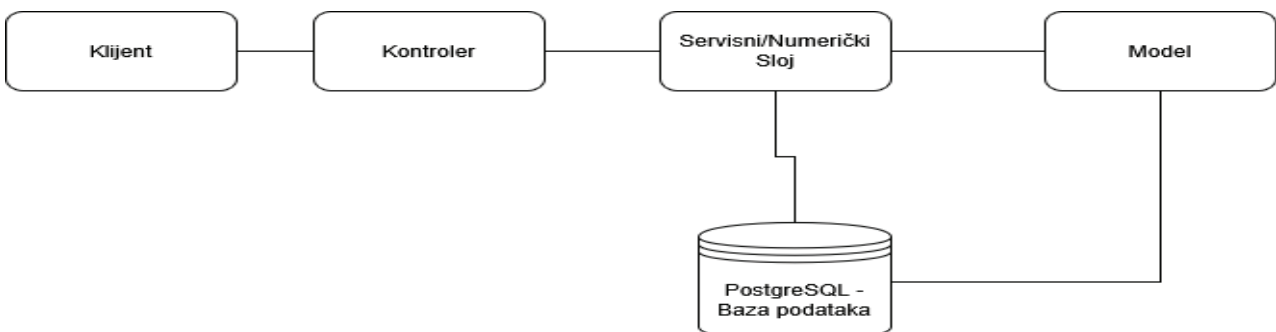 Klijent
Kontroler
Servisni/Numerički
Sloj
Model
PostgreSQL -
Baza podataka